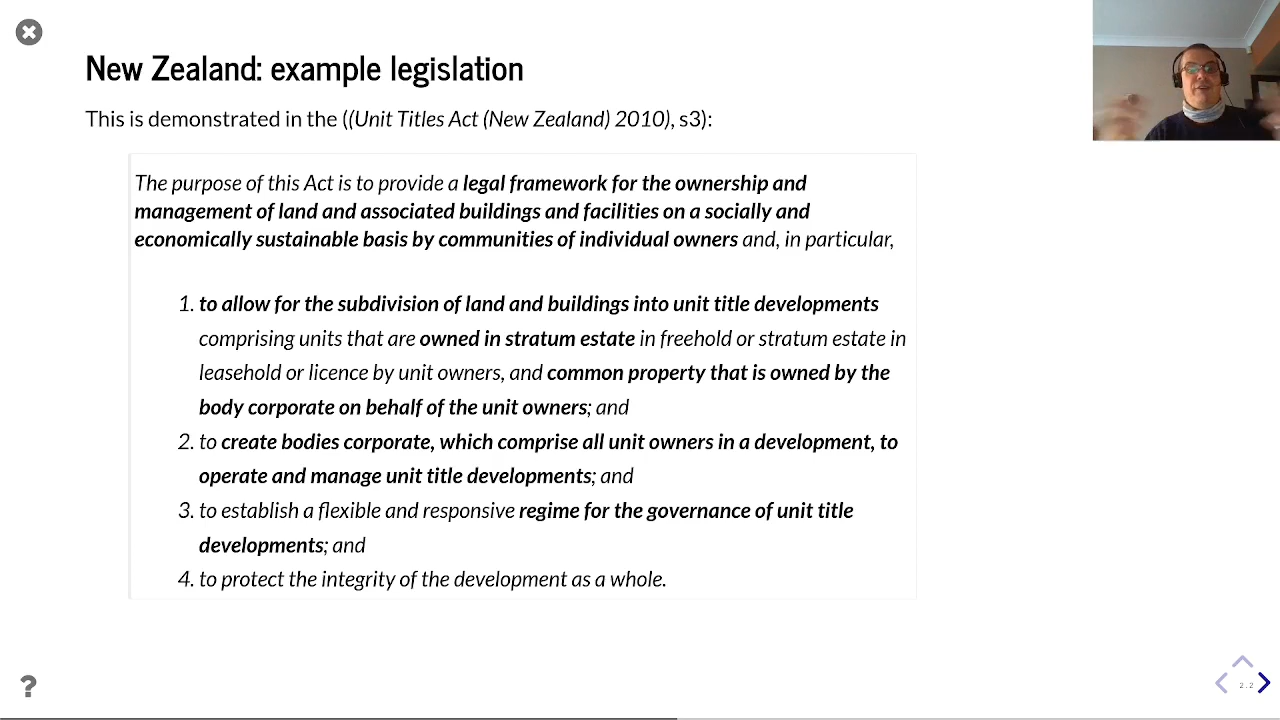 New Zealand: example legislation
This is demonstrated in the ((Unit Titles Act (New Zealand) 2010), s3):
The purpose of this Act is to provide a legal framework for the ownership and
management of land and associated buildings and facilities on a socially and
economically sustainable basis by communities of individual owners and, in particular,
1. to allow for the subdivision of land and buildings into unit title developments
comprising units that are owned in stratum estate in freehold or stratum estate in
leasehold or licence by unit owners, and common property that is owned by the
body corporate on behalf of the unit owners; and
2. to create bodies corporate, which comprise all unit owners in a development, to
operate and manage unit title developments; and
3. to establish a flexible and responsive regime for the governance of unit title
developments; and
4. to protect the integrity of the development as a whole.
?
2.2